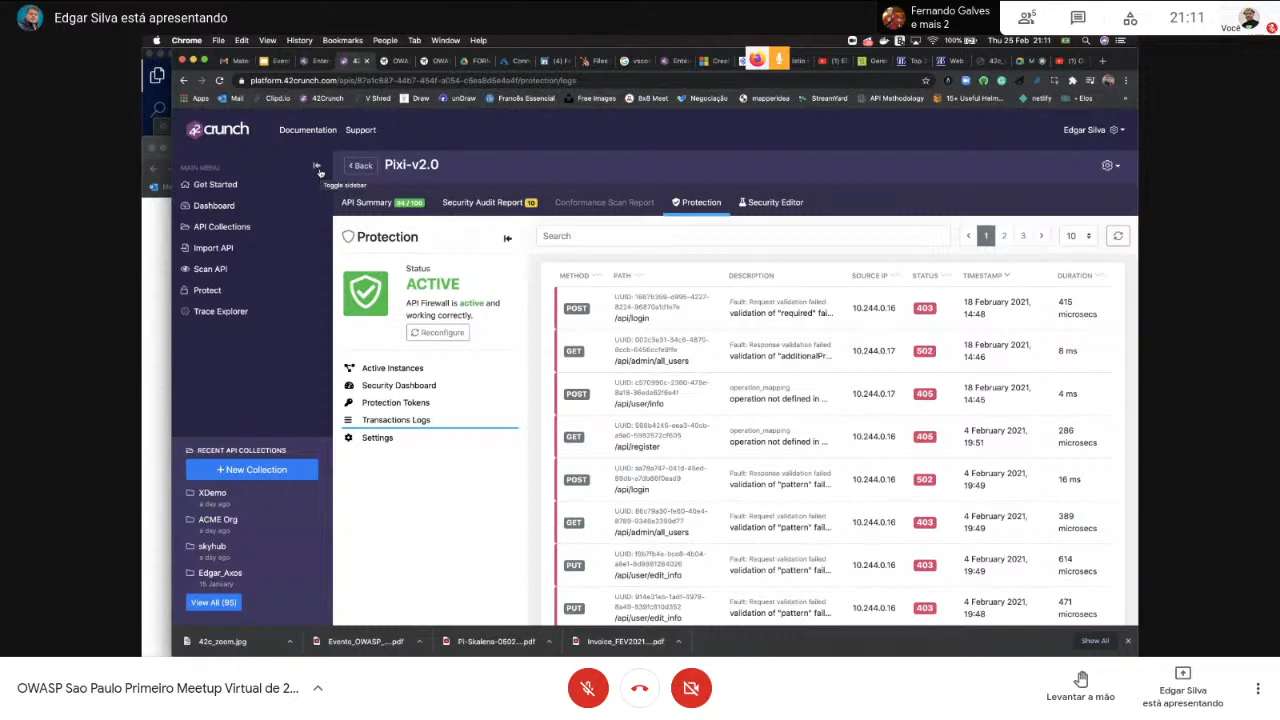 Edgar Silva está apresentando
Fernando Galves
e mais 2
5
21:11
Você
Chrome File Edit View History Bookmarks People Tab Window Help
100% Thu 25 Feb 21:11
platform.42crunch.com/
/protection/logs
Apps Mail Clipd.io 42Crunch V Shred Draw unDraw Francês Essencial Free Images 8x8 Meet Negociação mapperidea StreamYard API Methodology 15+ Useful Helm... netlify Elos
42 crunch
Documentation Support
Edgar Silva
MAIN MENU
Toggle sidebar
Get Started
Dashboard
API Collections
Import API
Scan API
Protect
Trace Explorer
RECENT API COLLECTIONS
+ New Collection
XDemo
a day ago
ACME Org
a day ago
skyhub
a day ago
Edgar_Axos
15 January
View All (95)
< Back Pixi-v2.0
API Summary 94 / 100 Security Audit Report 10 Conformance Scan Report Protection Security Editor
Protection
Status
ACTIVE
API Firewall is active and
working correctly.
Reconfigure
Active Instances
Security Dashboard
Protection Tokens
Transactions Logs
Settings
Search
1 2 3 10
METHOD PATH DESCRIPTION SOURCE IP STATUS TIMESTAMP DURATION
POST
/api/login
Fault: Request validation failed
validation of "required" fai...
10.244.0.16 403 18 February 2021,
14:48
415
microsecs
GET
/api/admin/all_users
Fault: Response validation failed
validation of "additionalPr...
10.244.0.17 502 18 February 2021,
14:46
8 ms
POST
/api/user/info
operation_mapping
operation not defined in ...
10.244.0.17 405 18 February 2021,
14:45
4 ms
GET
/api/register
operation_mapping
operation not defined in ...
10.244.0.16 405 4 February 2021,
19:51
286
microsecs
POST
/api/login
Fault: Response validation failed
validation of "pattern" fail...
10.244.0.16 502 4 February 2021,
19:49
16 ms
GET
/api/admin/all_users
Fault: Request validation failed
validation of "pattern" fail...
10.244.0.16 403 4 February 2021,
19:49
389
microsecs
PUT
/api/user/edit_info
Fault: Request validation failed
validation of "pattern" fail...
10.244.0.16 403 4 February 2021,
19:49
614
microsecs
PUT
/api/user/edit_info
Fault: Request validation failed
validation of "pattern" fail...
10.244.0.16 403 4 February 2021,
19:48
471
microsecs
42c_zoom.jpg Evento_OWASP_....pdf PI-Skalena-0502....pdf Invoice_FEV2021....pdf Show All
OWASP Sao Paulo Primeiro Meetup Virtual de 2...
Levantar a mão
Edgar Silva
está apresentando